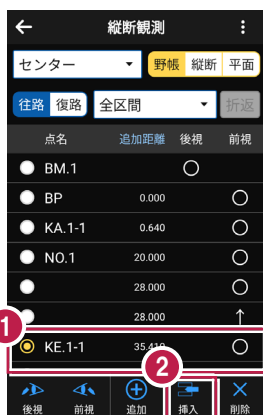 縦断観測
センター 野帳 縦断 平面
往路 復路 全区間 折返
点名 追加距離 後視 前視
BM.1
BP 0.000
KA.1-1 0.640
NO.1 20.000
28.000
28.000 ↑
1
KE.1-1 35.410
2
後視 前視 追加 挿入 削除